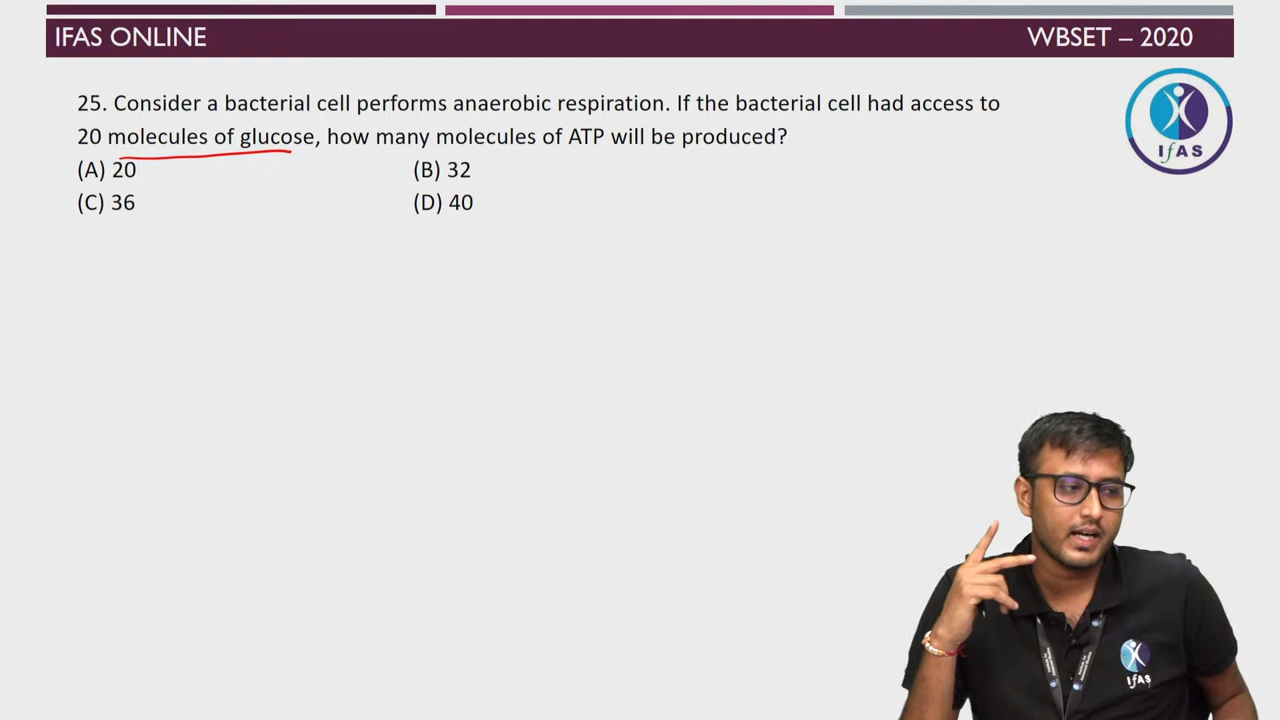 IFAS ONLINE
WBSET – 2020
25. Consider a bacterial cell performs anaerobic respiration. If the bacterial cell had access to
20 molecules of glucose, how many molecules of ATP will be produced?
(A) 20
(B) 32
(C) 36
(D) 40
IfAS
IfAS